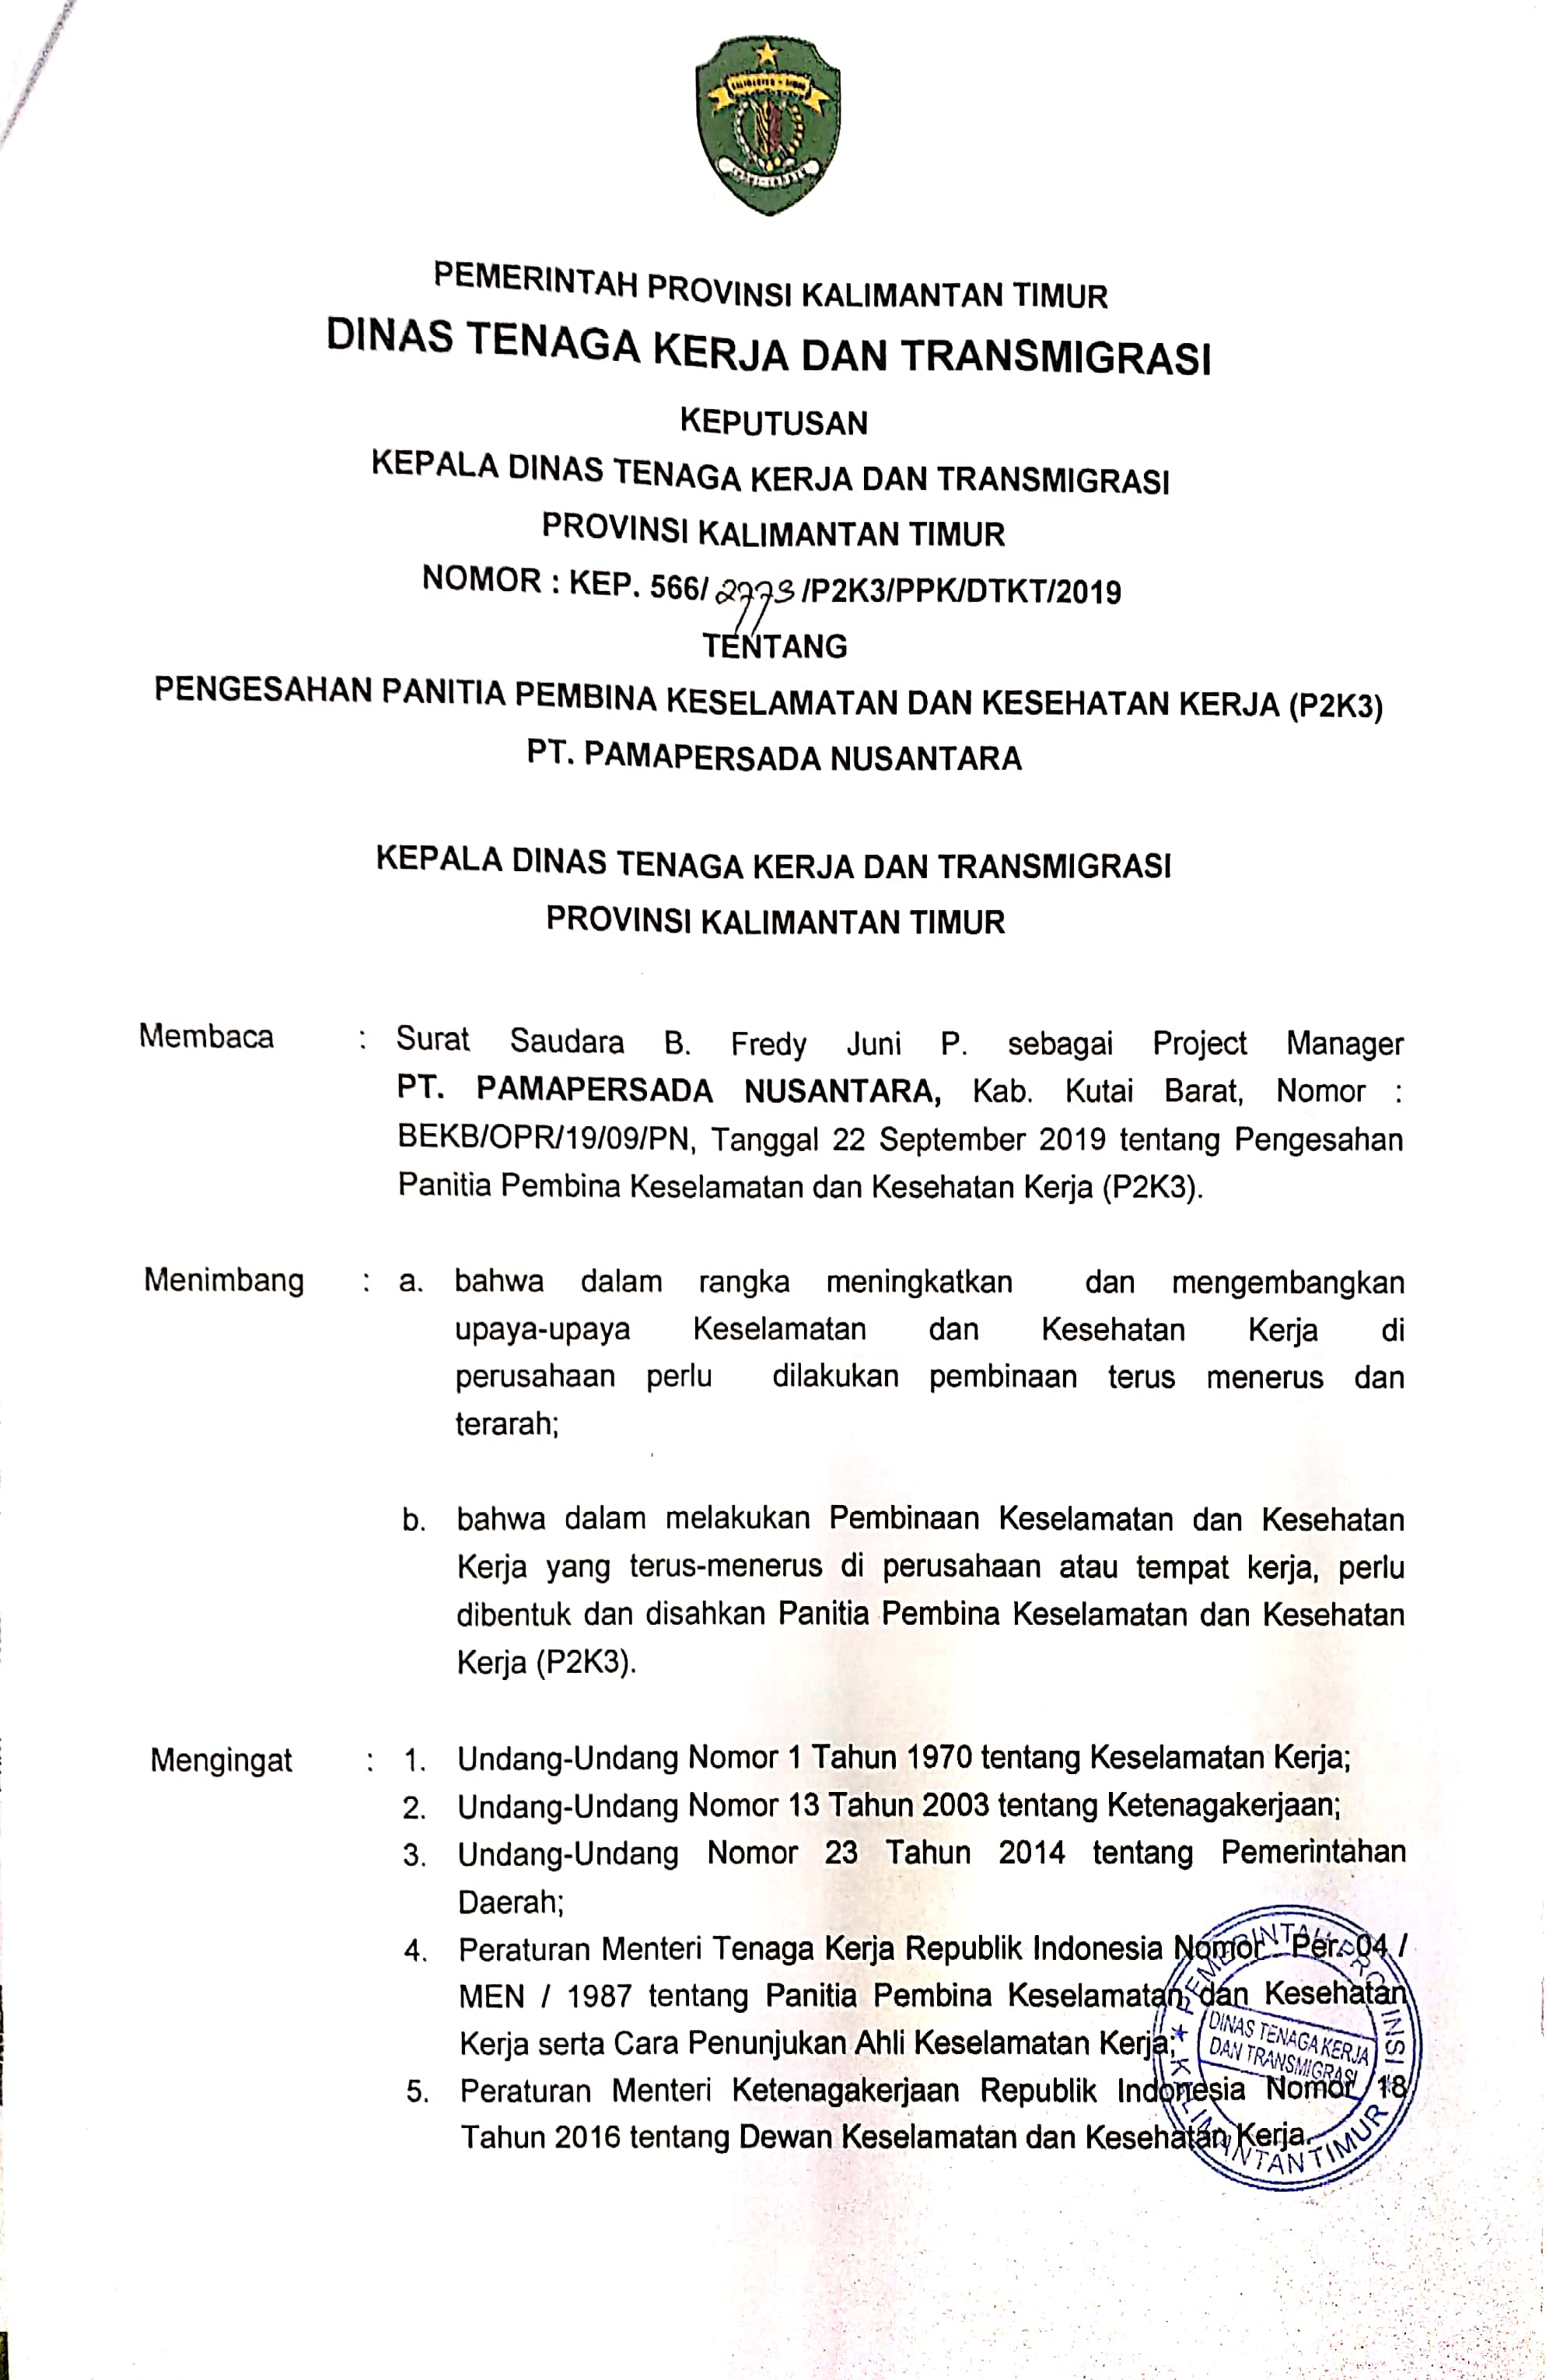 PEMERINTAH PROVINSI KALIMANTAN TIMUR
DINAS TENAGA KERJA DAN TRANSMIGRASI
KEPUTUSAN
KEPALA DINAS TENAGA KERJA DAN TRANSMIGRASI
PROVINSI KALIMANTAN TIMUR
NOMOR : KEP. 566/ 2773 /P2K3/PPK/DTKT/2019
TENTANG
PENGESAHAN PANITIA PEMBINA KESELAMATAN DAN KESEHATAN KERJA (P2K3)
PT. PAMAPERSADA NUSANTARA
KEPALA DINAS TENAGA KERJA DAN TRANSMIGRASI
PROVINSI KALIMANTAN TIMUR
Membaca : Surat Saudara B. Fredy Juni P. sebagai Project Manager
PT. PAMAPERSADA NUSANTARA, Kab. Kutai Barat, Nomor :
BEKB/OPR/19/09/PN, Tanggal 22 September 2019 tentang Pengesahan
Panitia Pembina Keselamatan dan Kesehatan Kerja (P2K3).
Menimbang : a. bahwa dalam rangka meningkatkan dan mengembangkan
upaya-upaya Keselamatan dan Kesehatan Kerja di
perusahaan perlu dilakukan pembinaan terus menerus dan
terarah;
b. bahwa dalam melakukan Pembinaan Keselamatan dan Kesehatan
Kerja yang terus-menerus di perusahaan atau tempat kerja, perlu
dibentuk dan disahkan Panitia Pembina Keselamatan dan Kesehatan
Kerja (P2K3).
Mengingat : 1. Undang-Undang Nomor 1 Tahun 1970 tentang Keselamatan Kerja;
2. Undang-Undang Nomor 13 Tahun 2003 tentang Ketenagakerjaan;
3. Undang-Undang Nomor 23 Tahun 2014 tentang Pemerintahan
Daerah;
4. Peraturan Menteri Tenaga Kerja Republik Indonesia Nomor : Per. 04 /
MEN / 1987 tentang Panitia Pembina Keselamatan dan Kesehatan
Kerja serta Cara Penunjukan Ahli Keselamatan Kerja;
5. Peraturan Menteri Ketenagakerjaan Republik Indonesia Nomor 18
Tahun 2016 tentang Dewan Keselamatan dan Kesehatan Kerja.
PEMERINTAH PROVINSI
DINAS TENAGA KERJA
DAN TRANSMIGRASI
KALIMANTAN TIMUR